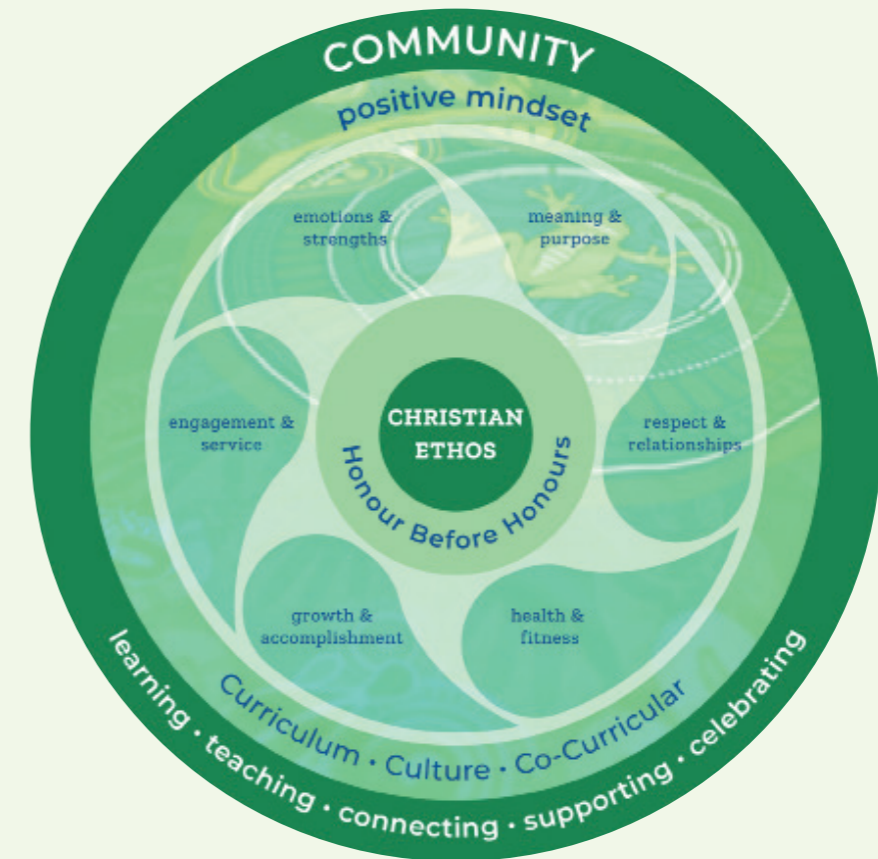 COMMUNITY
positive mindset
emotions &
strengths
meaning &
purpose
engagement &
service
CHRISTIAN
ETHOS
Honour Before Honours
respect &
relationships
growth &
accomplishment
health &
fitness
Curriculum • Culture • Co-Curricular
learning • teaching • connecting • supporting • celebrating